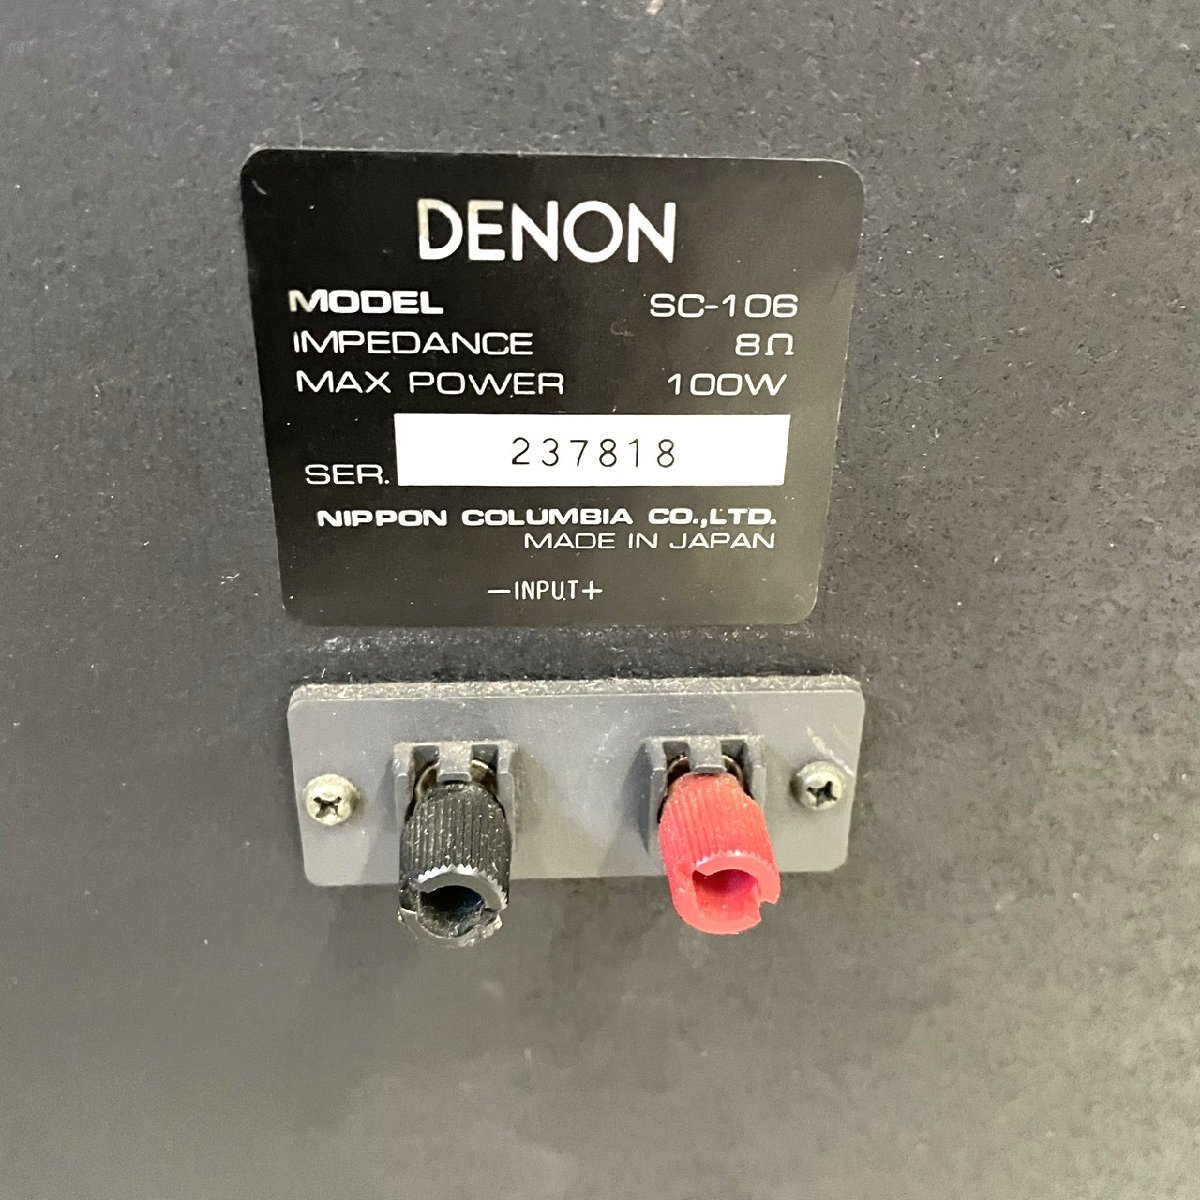 DENON
MODEL SC-106
IMPEDANCE 8Ω
MAX POWER 100W
SER. 237818
NIPPON COLUMBIA CO.,LTD.
MADE IN JAPAN
—INPUT+